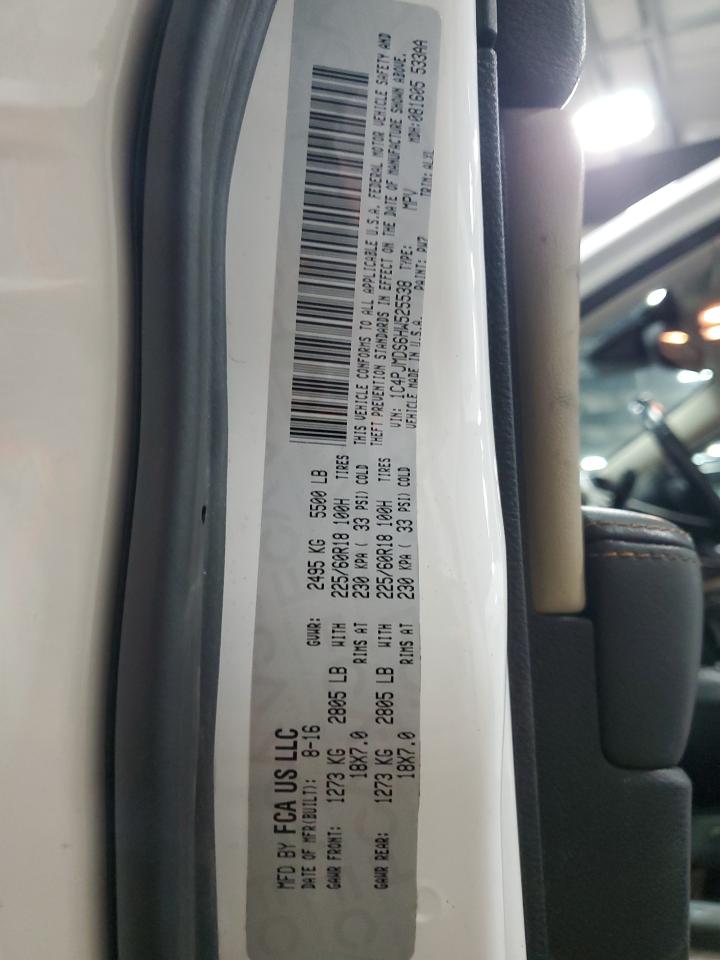 MFD BY FCA US LLC
DATE OF MFR(BUILT): 8-16 GVWR: 2495 KG 5500 LB
GAWR FRONT: 1273 KG 2805 LB WITH 225/60R18 100H TIRES
18X7.0 RIMS AT 230 KPA ( 33 PSI) COLD
GAWR REAR: 1273 KG 2805 LB WITH 225/60R18 100H TIRES
18X7.0 RIMS AT 230 KPA ( 33 PSI) COLD
THIS VEHICLE CONFORMS TO ALL APPLICABLE U.S.A. FEDERAL MOTOR VEHICLE SAFETY AND
THEFT PREVENTION STANDARDS IN EFFECT ON THE DATE OF MANUFACTURE SHOWN ABOVE.
VIN: 1C4PJMDS6HW525538 TYPE: MPV MDH:081605 533AA
VEHICLE MADE IN U.S.A. PAINT: PW7 TRIM: